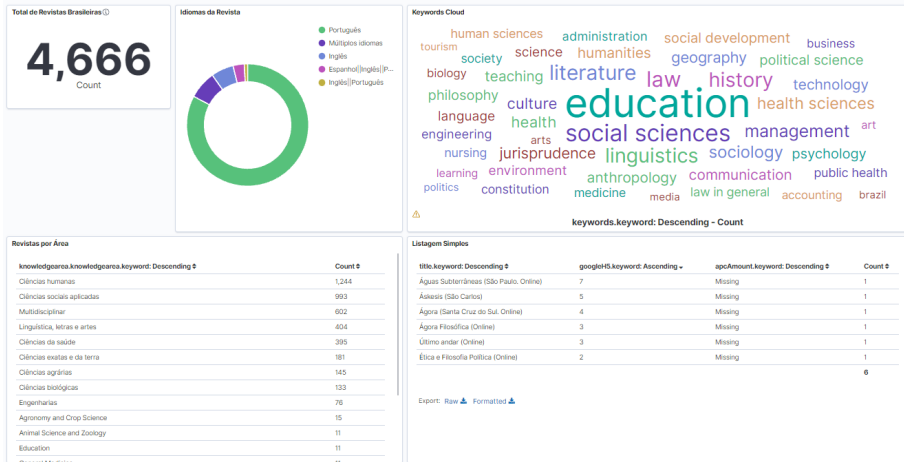 Total de Revistas Brasileiras
4,666
Count
Idiomas da Revista
Português
Múltiplos idiomas
Inglês
Espanhol||Inglês||P...
Inglês||Português
Keywords Cloud
human sciences administration social development business
tourism society science humanities geography political science
biology teaching literature law history technology
philosophy culture education health sciences
language health social sciences management art
engineering arts
nursing jurisprudence linguistics sociology psychology
learning environment anthropology communication public health
politics constitution medicine media law in general accounting brazil
keywords.keyword: Descending - Count
Revistas por Área
knowledgearea.knowledgearea.keyword: Descending Count
Ciências humanas 1,244
Ciências sociais aplicadas 993
Multidisciplinar 602
Linguística, letras e artes 404
Ciências da saúde 395
Ciências exatas e da terra 181
Ciências agrárias 145
Ciências biológicas 133
Engenharias 76
Agronomy and Crop Science 15
Animal Science and Zoology 11
Education 11
Listagem Simples
title.keyword: Descending googleH5.keyword: Ascending apcAmount.keyword: Descending Count
Águas Subterrâneas (São Paulo. Online) 7 Missing 1
Áskesis (São Carlos) 5 Missing 1
Ágora (Santa Cruz do Sul. Online) 4 Missing 1
Ágora Filosófica (Online) 3 Missing 1
Último andar (Online) 3 Missing 1
Ética e Filosofia Política (Online) 2 Missing 1
6
Export: Raw Formatted